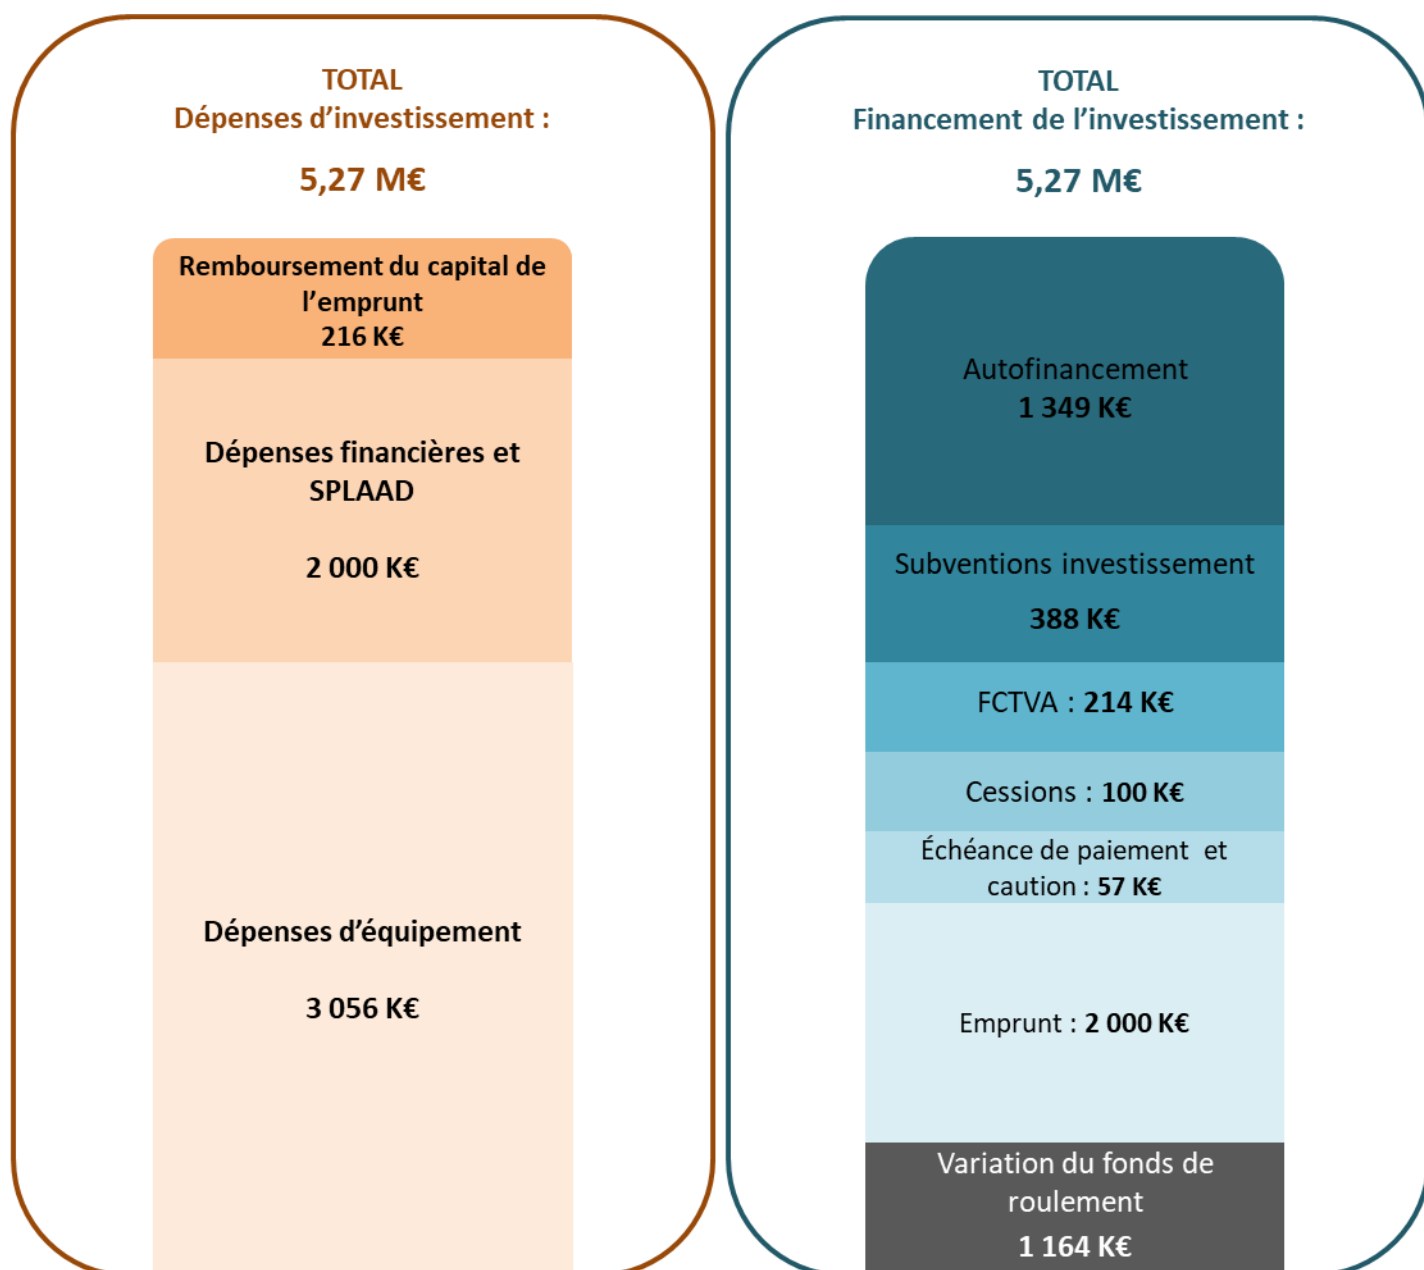 TOTAL
Dépenses d’investissement :
5,27 M€
Remboursement du capital de
l’emprunt
216 K€
Dépenses financières et
SPLAAD
2 000 K€
Dépenses d’équipement
3 056 K€
TOTAL
Financement de l’investissement :
5,27 M€
Autofinancement
1 349 K€
Subventions investissement
388 K€
FCTVA : 214 K€
Cessions : 100 K€
Échéance de paiement et
caution : 57 K€
Emprunt : 2 000 K€
Variation du fonds de
roulement
1 164 K€